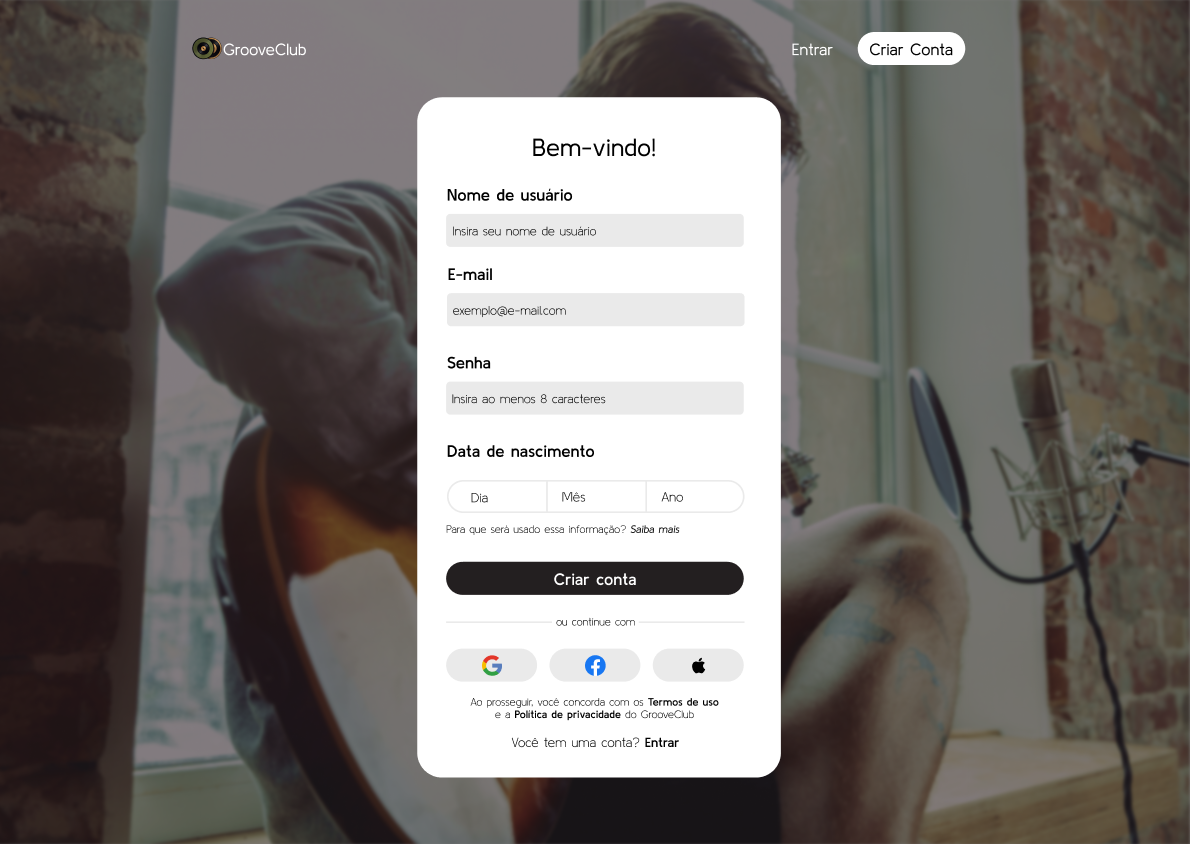 GrooveClub
Entrar
Criar Conta
Bem-vindo!
Nome de usuário
Insira seu nome de usuário
E-mail
exemplo@e-mail.com
Senha
Insira ao menos 8 caracteres
Data de nascimento
Dia
Mês
Ano
Para que será usado essa informação? Saiba mais
Criar conta
ou continue com
Ao prosseguir, você concorda com os Termos de uso
e a Política de privacidade do GrooveClub
Você tem uma conta? Entrar